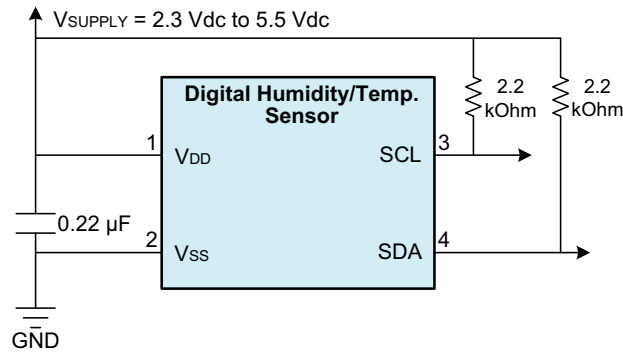 VSUPPLY = 2.3 Vdc to 5.5 Vdc
Digital Humidity/Temp.
Sensor
2.2
kOhm
2.2
kOhm
1
VDD
SCL
3
0.22 µF
2
VSS
SDA
4
GND